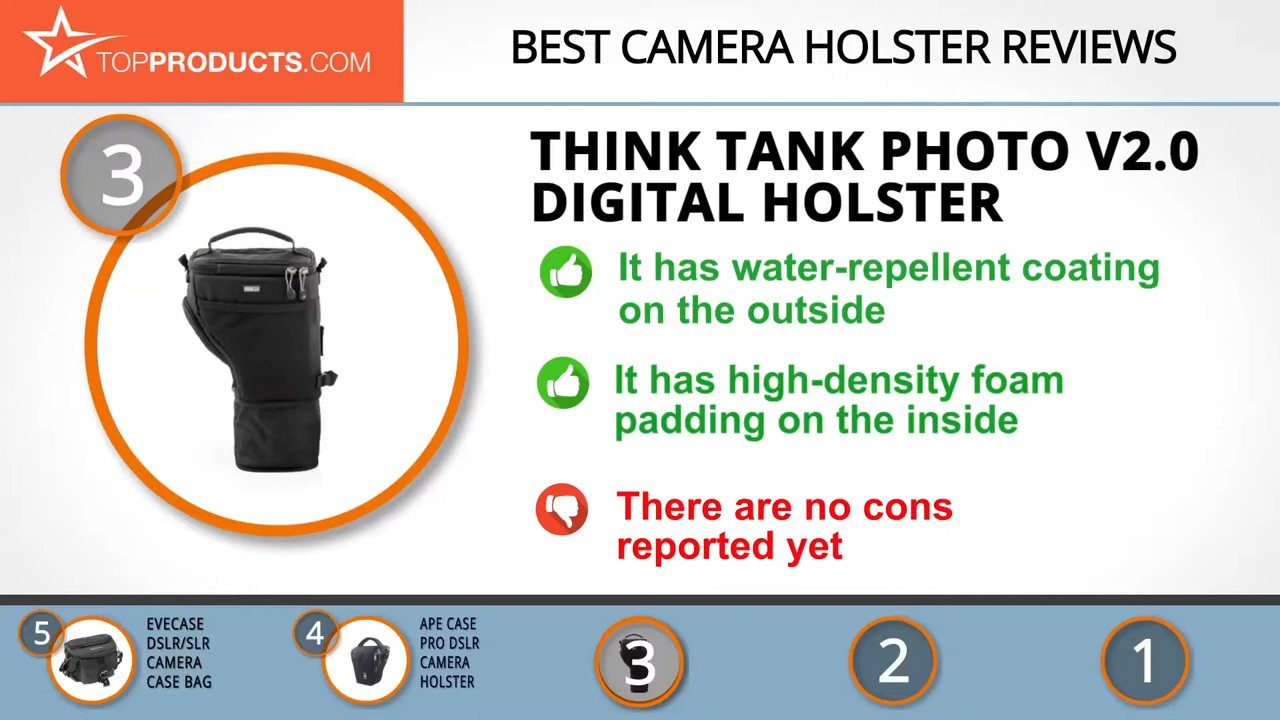 TOPPRODUCTS.COM
BEST CAMERA HOLSTER REVIEWS
3
THINK TANK PHOTO V2.0
DIGITAL HOLSTER
It has water-repellent coating
on the outside
It has high-density foam
padding on the inside
There are no cons
reported yet
5
EVECASE
DSLR/SLR
CAMERA
CASE BAG
4
APE CASE
PRO DSLR
CAMERA
HOLSTER
3
2
1